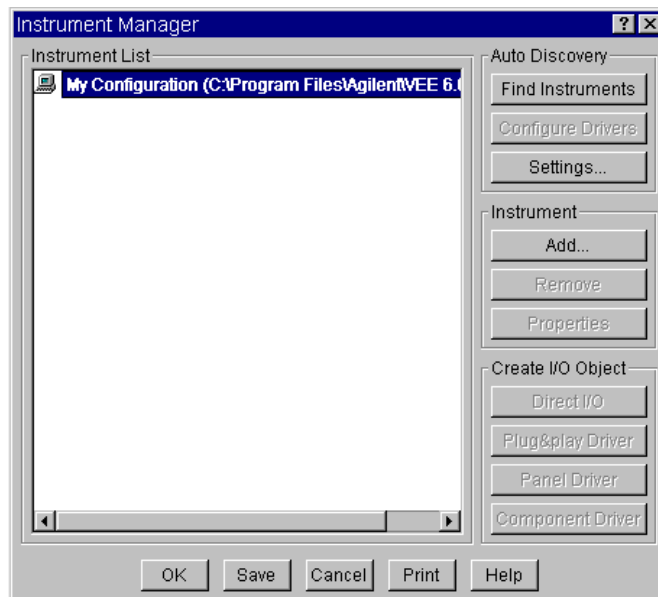 Instrument Manager
Instrument List
My Configuration (C:\Program Files\Agilent\VEE 6.
Auto Discovery
Find Instruments
Configure Drivers
Settings...
Instrument
Add...
Remove
Properties
Create I/O Object
Direct I/O
Plug&play Driver
Panel Driver
Component Driver
OK
Save
Cancel
Print
Help